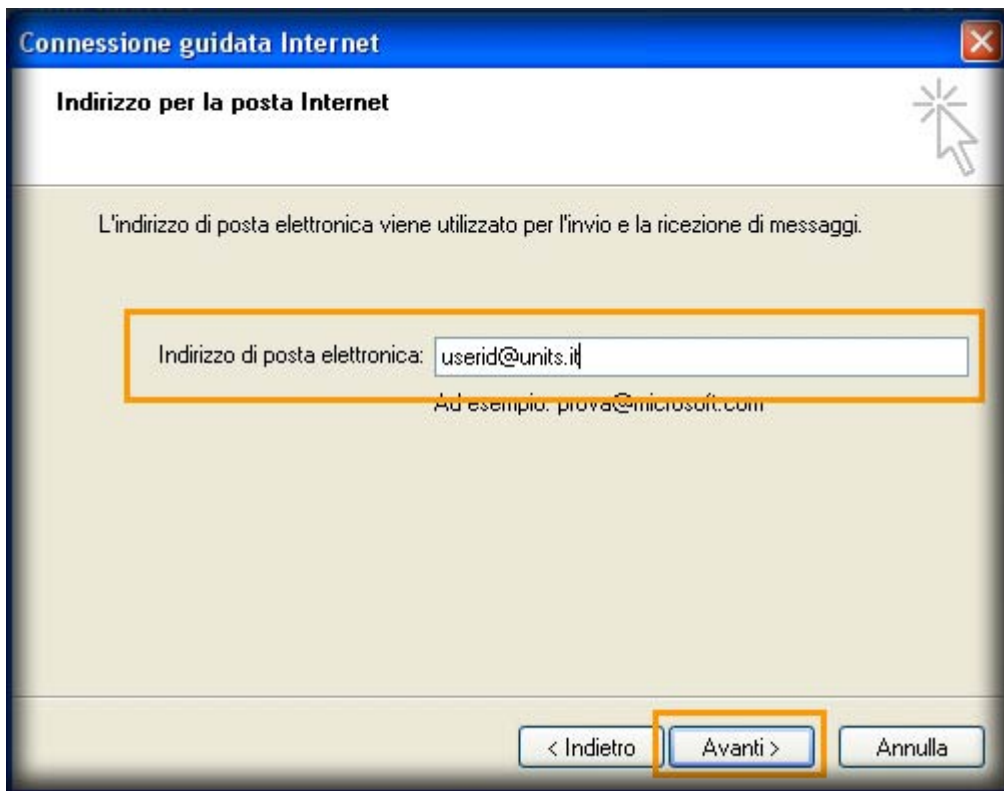 Connessione guidata Internet
Indirizzo per la posta Internet
L'indirizzo di posta elettronica viene utilizzato per l'invio e la ricezione di messaggi.
Indirizzo di posta elettronica: userid@units.it
Ad esempio: prova@microsoft.com
< Indietro Avanti > Annulla